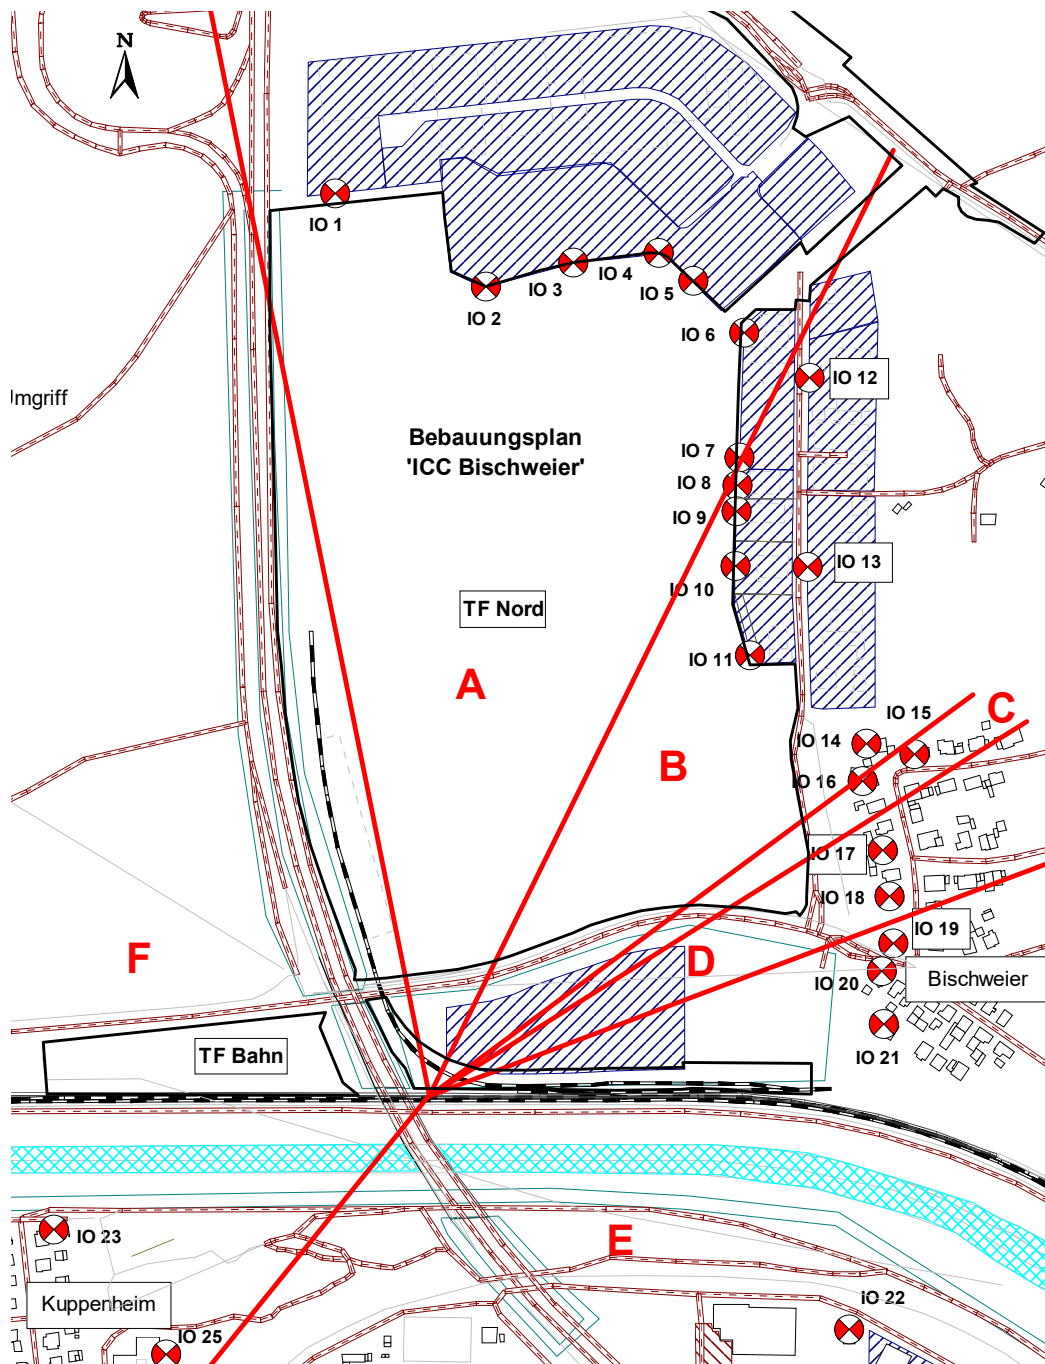 N
IO 1
IO 2
IO 3
IO 4
IO 5
IO 6
IO 12
Umgriff
Bebauungsplan
'ICC Bischweier'
IO 7
IO 8
IO 9
IO 10
IO 13
TF Nord
IO 11
A
B
C
IO 15
IO 14
IO 16
IO 17
IO 18
IO 19
F
D
IO 20
Bischweier
IO 21
TF Bahn
E
IO 23
Kuppenheim
IO 22
IO 25